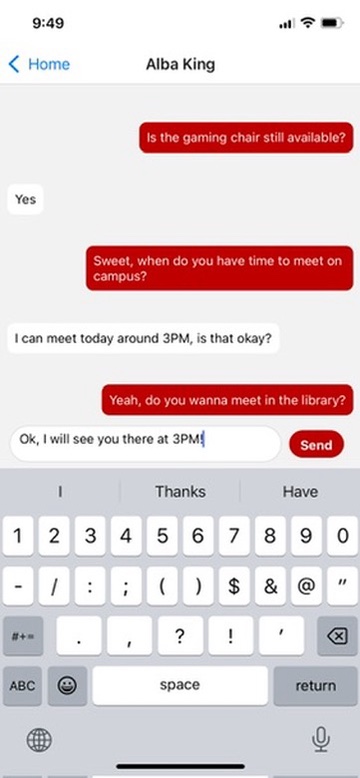 9:49
Home
Alba King
Is the gaming chair still available?
Yes
Sweet, when do you have time to meet on
campus?
I can meet today around 3PM, is that okay?
Yeah, do you wanna meet in the library?
Ok, I will see you there at 3PM!
Send
I Thanks Have
1 2 3 4 5 6 7 8 9 0
- / : ; ( ) $ & @ "
#+= . , ? ! '
ABC space return